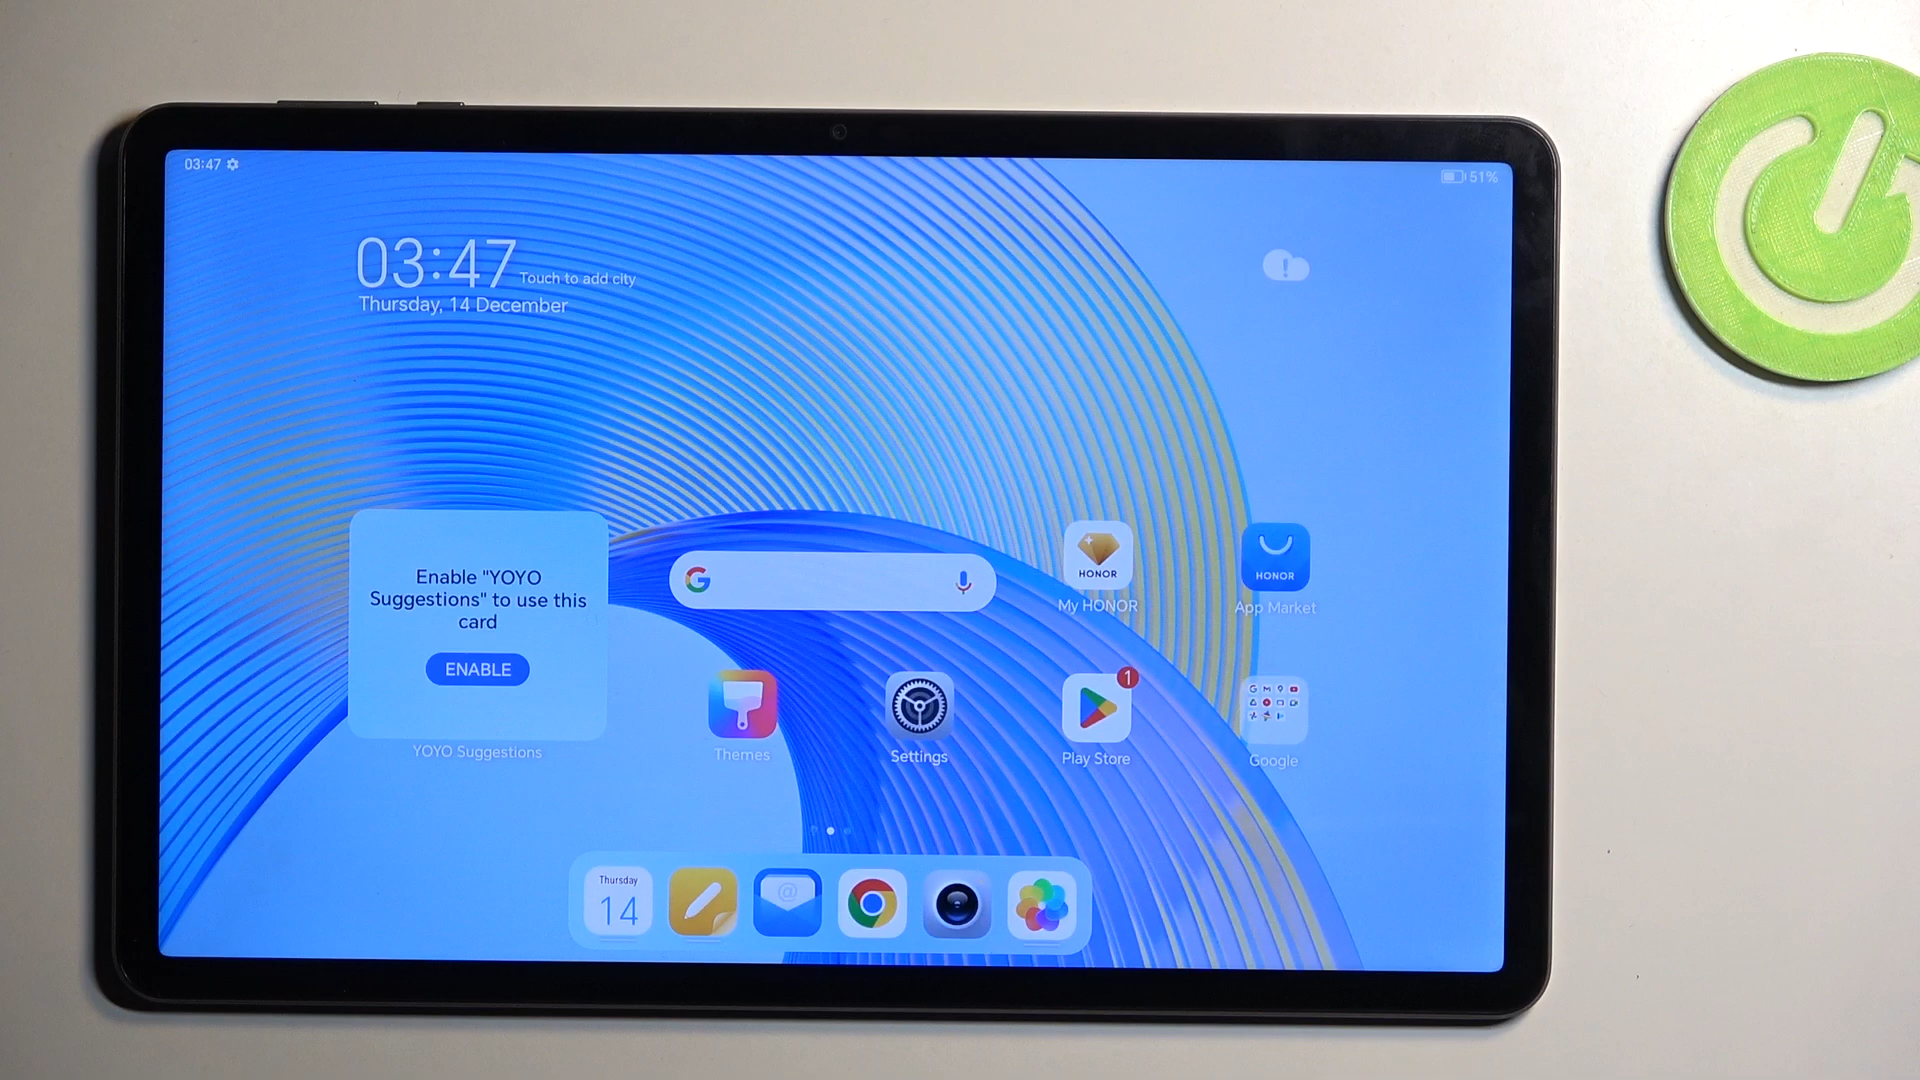 03:47
51%
03:47 Touch to add city
Thursday, 14 December
Enable "YOYO
Suggestions" to use this
card
ENABLE
YOYO Suggestions
HONOR
My HONOR
HONOR
App Market
Themes
Settings
1
Play Store
Google
Thursday
14
@